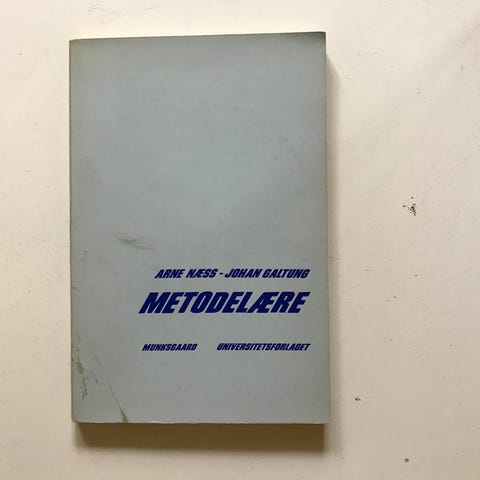 ARNE NÆSS - JOHAN GALTUNG
METODELÆRE
MUNKSGAARD UNIVERSITETSFORLAGET